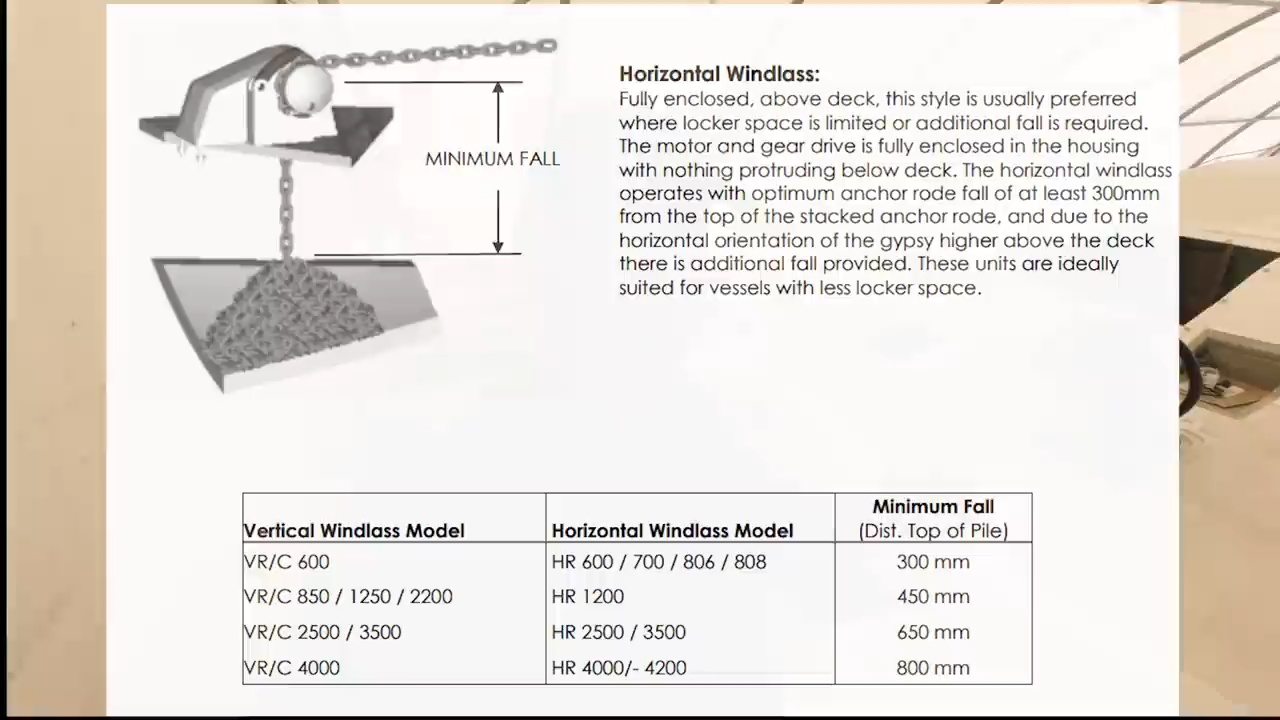 Horizontal Windlass:
Fully enclosed, above deck, this style is usually preferred
where locker space is limited or additional fall is required.
The motor and gear drive is fully enclosed in the housing
with nothing protruding below deck. The horizontal windlass
operates with optimum anchor rode fall of at least 300mm
from the top of the stacked anchor rode, and due to the
horizontal orientation of the gypsy higher above the deck
there is additional fall provided. These units are ideally
suited for vessels with less locker space.
MINIMUM FALL
Vertical Windlass Model Horizontal Windlass Model Minimum Fall (Dist. Top of Pile)
VR/C 600 HR 600 / 700 / 806 / 808 300 mm
VR/C 850 / 1250 / 2200 HR 1200 450 mm
VR/C 2500 / 3500 HR 2500 / 3500 650 mm
VR/C 4000 HR 4000/- 4200 800 mm